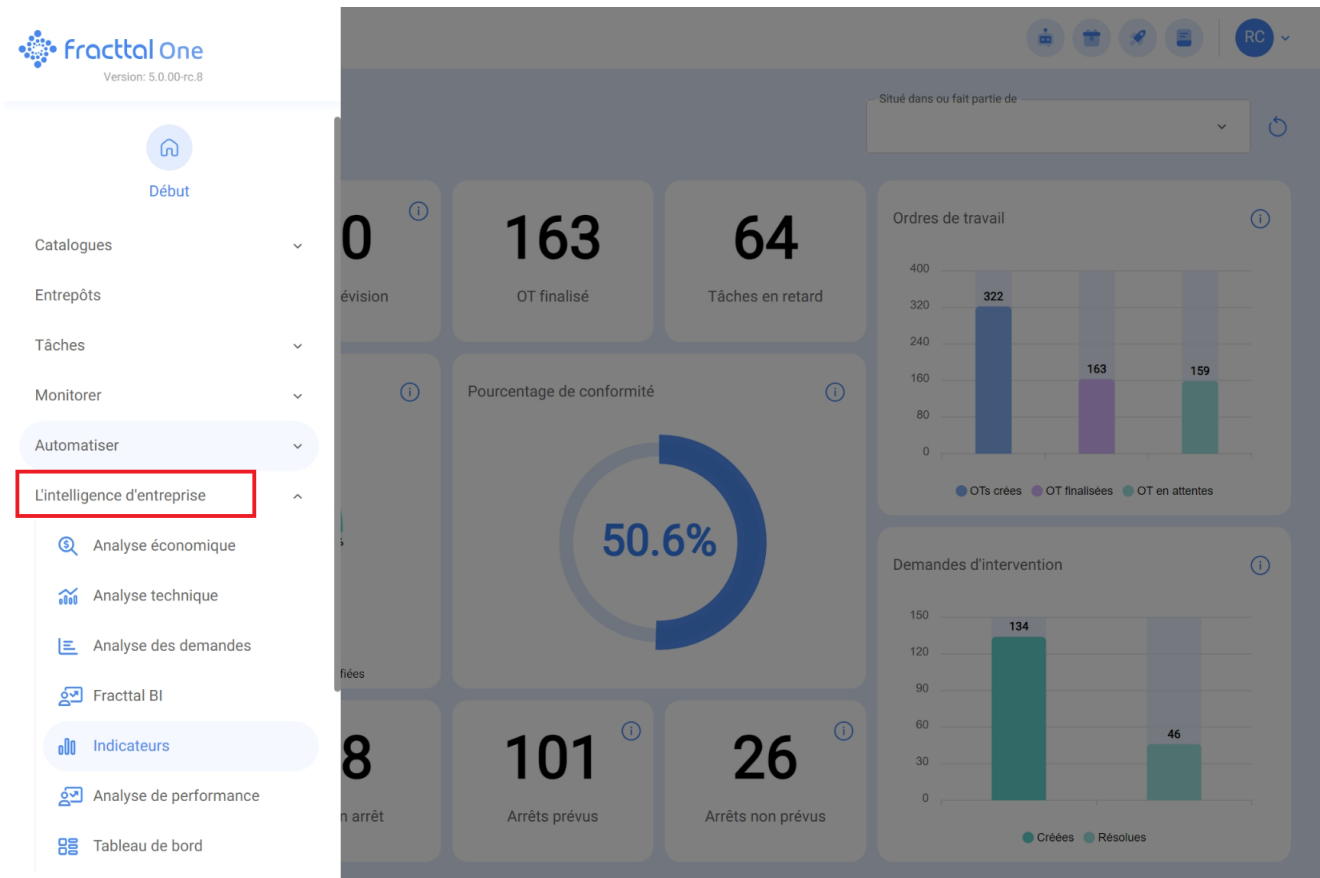 fracttal One
Version: 5.0.00-rc.8
RC
Début
Situé dans ou fait partie de
Catalogues
Entrepôts
Tâches
Monitorer
Automatiser
L'intelligence d'entreprise
Analyse économique
Analyse technique
Analyse des demandes
Fracttal BI
Indicateurs
Analyse de performance
Tableau de bord
0
évision
163
OT finalisé
64
Tâches en retard
Ordres de travail
400
320
240
160
80
0
322
163
159
OTs crées OT finalisées OT en attentes
fiées
Pourcentage de conformité
50.6%
Demandes d'intervention
150
120
90
60
30
0
134
46
Créées Résolues
8
n arrêt
101
Arrêts prévus
26
Arrêts non prévus